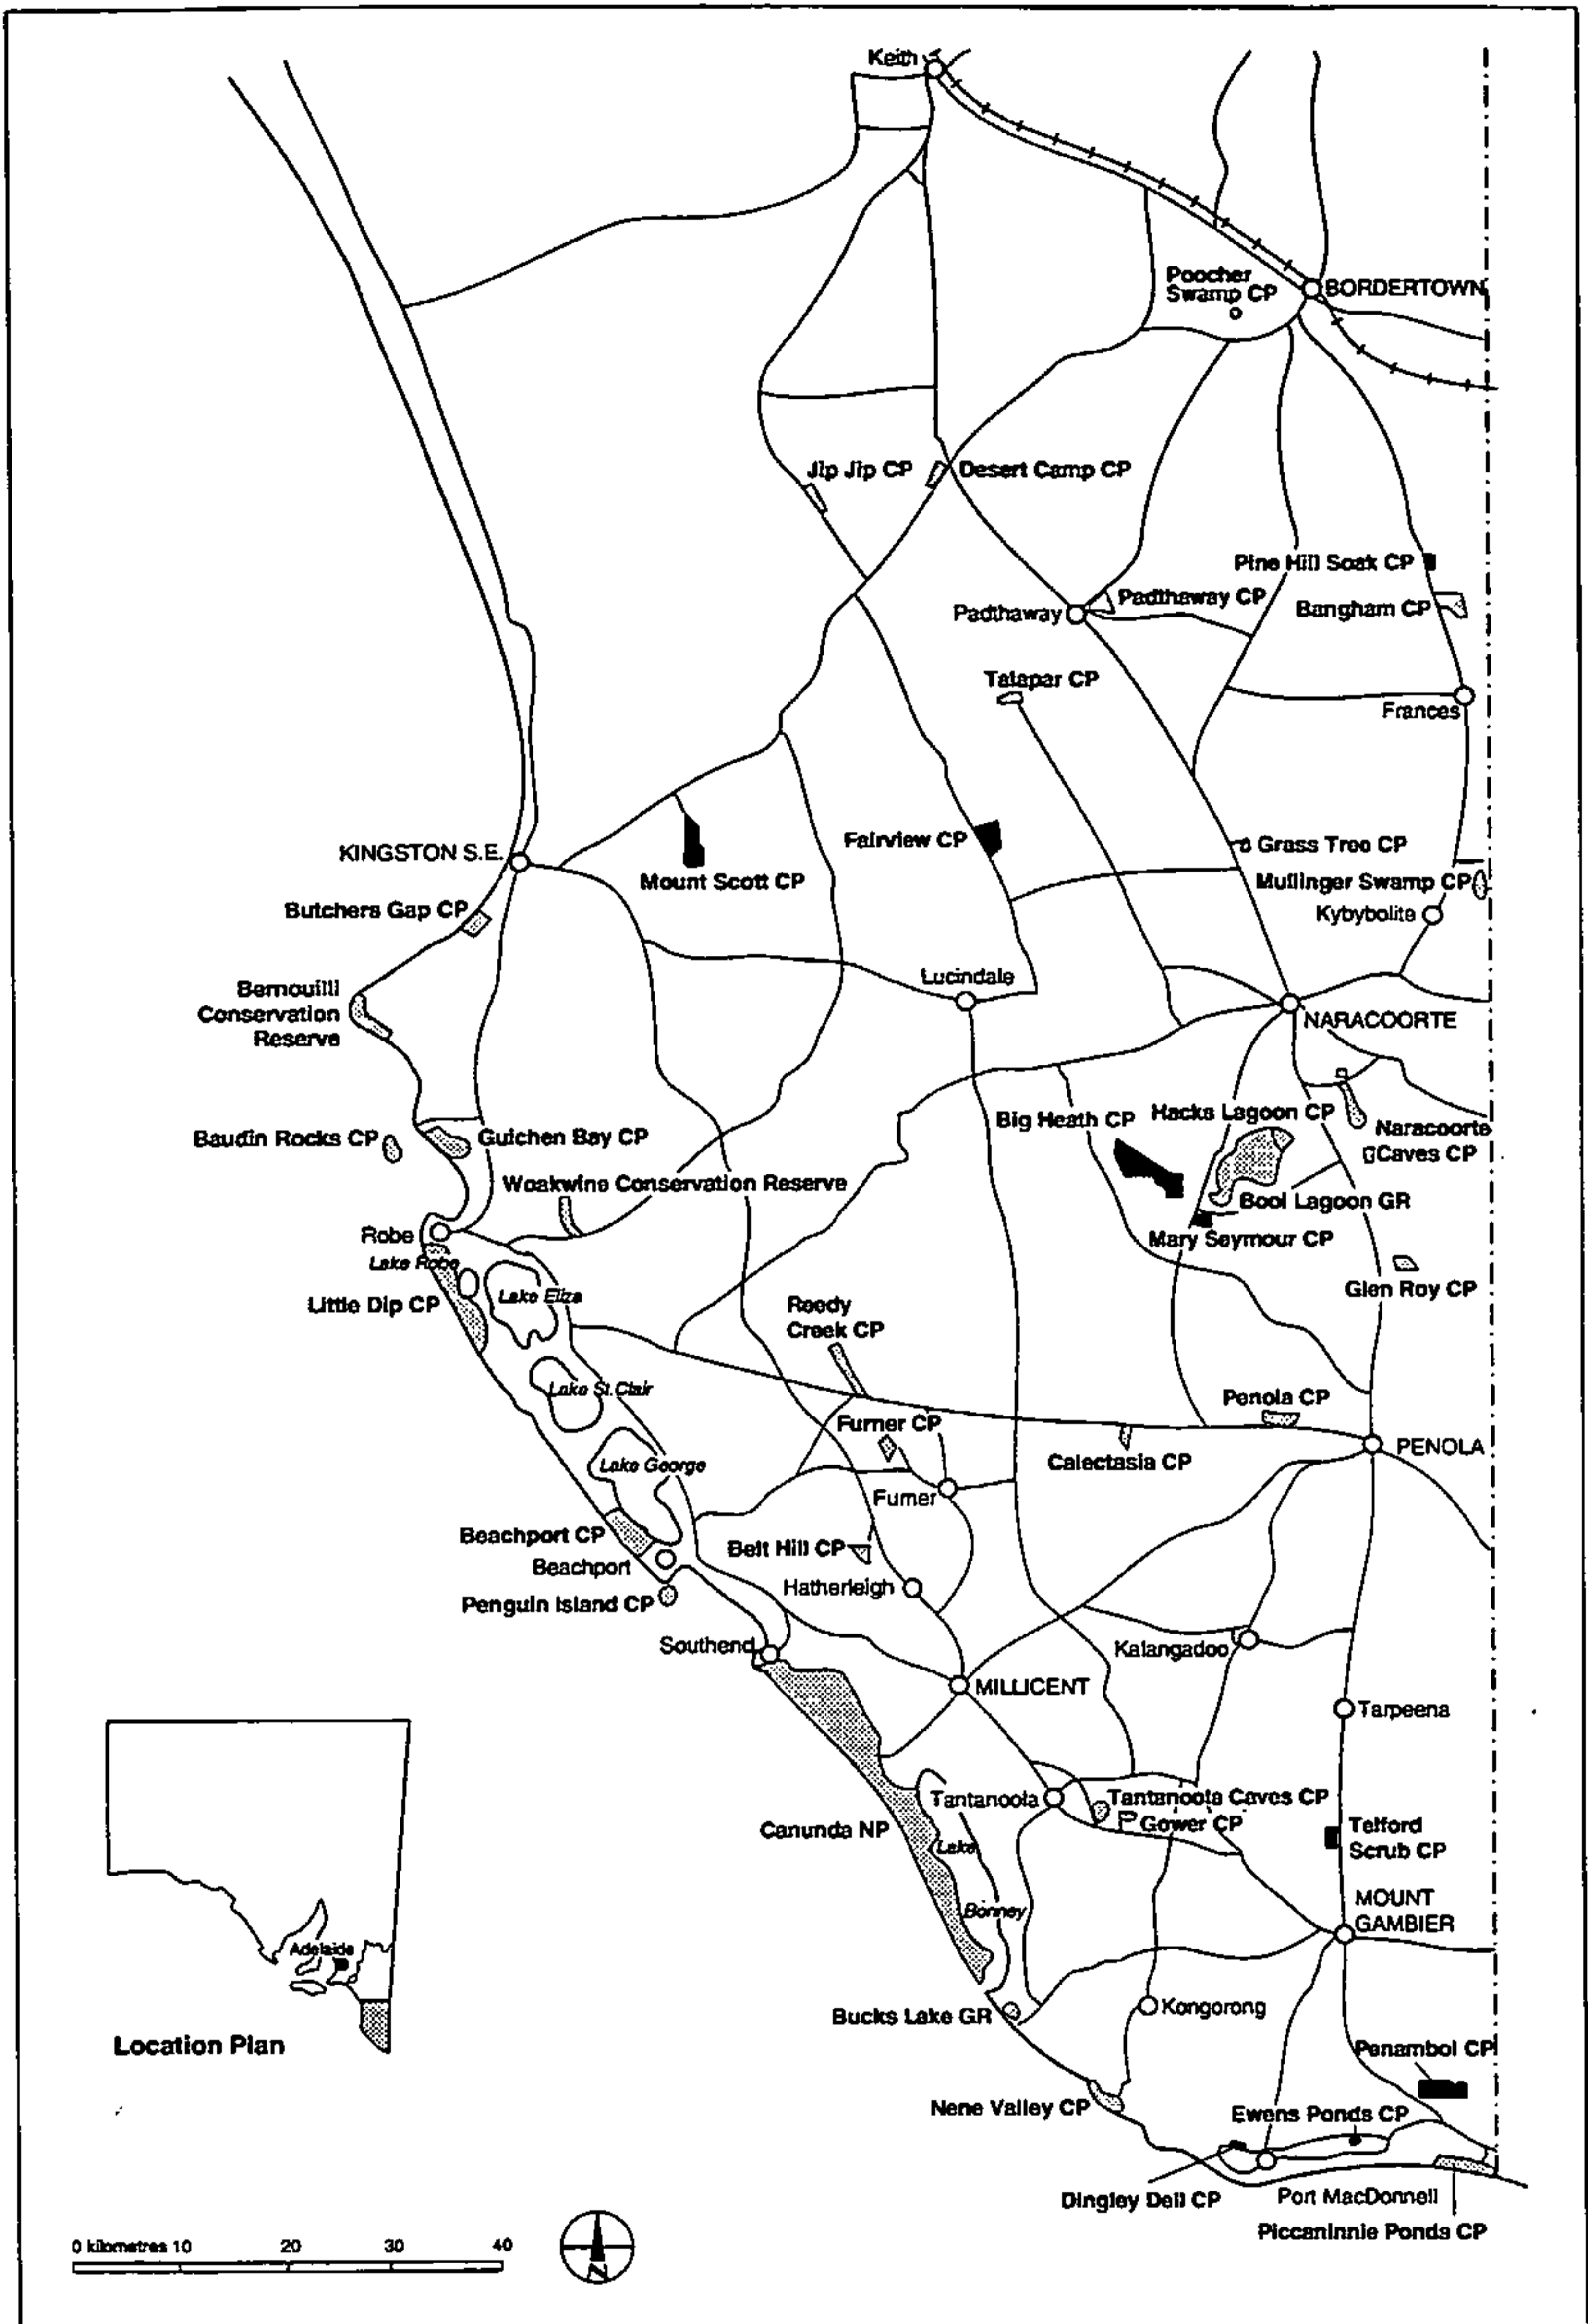 Keith
Poocher
Swamp CP
BORDERTOWN
Jip Jip CP
Desert Camp CP
Pine Hill Soak CP
Padthaway CP
Bangham CP
Padthaway
Talapar CP
Frances
KINGSTON S.E.
Mount Scott CP
Fairview CP
Grass Tree CP
Mullinger Swamp CP
Kybybolite
Butchers Gap CP
Lucindale
Bernouilli
Conservation
Reserve
NARACOORTE
Big Heath CP
Hacks Lagoon CP
Naracoorte
Caves CP
Baudin Rocks CP
Guichen Bay CP
Woakwine Conservation Reserve
Bool Lagoon GR
Robe
Mary Seymour CP
Lake Robe
Glen Roy CP
Little Dip CP
Lake Eliza
Reedy
Creek CP
Lake St.Clair
Penola CP
Furner CP
PENOLA
Calectasia CP
Lake George
Furner
Beachport CP
Belt Hill CP
Beachport
Hatherleigh
Penguin Island CP
Southend
Kalangadoo
MILLICENT
Tarpeena
Tantanoola
Tantanoola Caves CP
Gower CP
Canunda NP
Lake
Bonney
Telford
Scrub CP
MOUNT
GAMBIER
Adelaide
Location Plan
Bucks Lake GR
Kongorong
Penambol CP
Nene Valley CP
Ewens Ponds CP
Dingley Dell CP
Port MacDonnell
Piccaninnie Ponds CP
0 kilometres 10 20 30 40
N